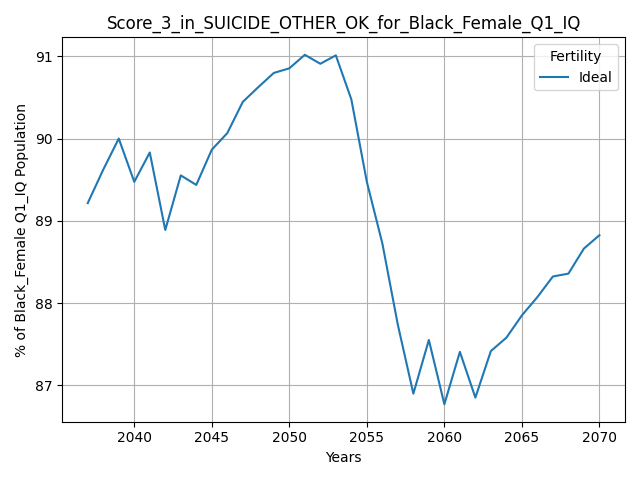 Score_3_in_SUICIDE_OTHER_OK_for_Black_Female_Q1_IQ
Fertility
Ideal
% of Black_Female Q1_IQ Population
91
90
89
88
87
2040 2045 2050 2055 2060 2065 2070
Years